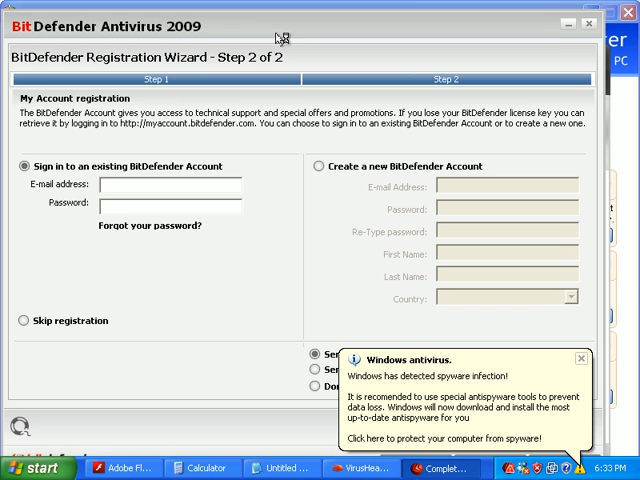 er
PC
BitDefender Antivirus 2009
BitDefender Registration Wizard - Step 2 of 2
Step 1
Step 2
My Account registration
The BitDefender Account gives you access to technical support and special offers and promotions. If you lose your BitDefender license key you can
retrieve it by logging in to http://myaccount.bitdefender.com. You can choose to sign in to an existing BitDefender Account or to create a new one.
Sign in to an existing BitDefender Account
E-mail address:
Password:
Forgot your password?
Skip registration
Create a new BitDefender Account
E-mail Address:
Password:
Re-Type password:
First Name:
Last Name:
Country:
Sen
Sen
Don
Windows antivirus.
Windows has detected spyware infection!
It is recomended to use special antispyware tools to prevent
data loss. Windows will now download and install the most
up-to-date antispyware for you
Click here to protect your computer from spyware!
start
Adobe Fl...
Calculator
Untitled ...
VirusHea...
Complet...
6:33 PM